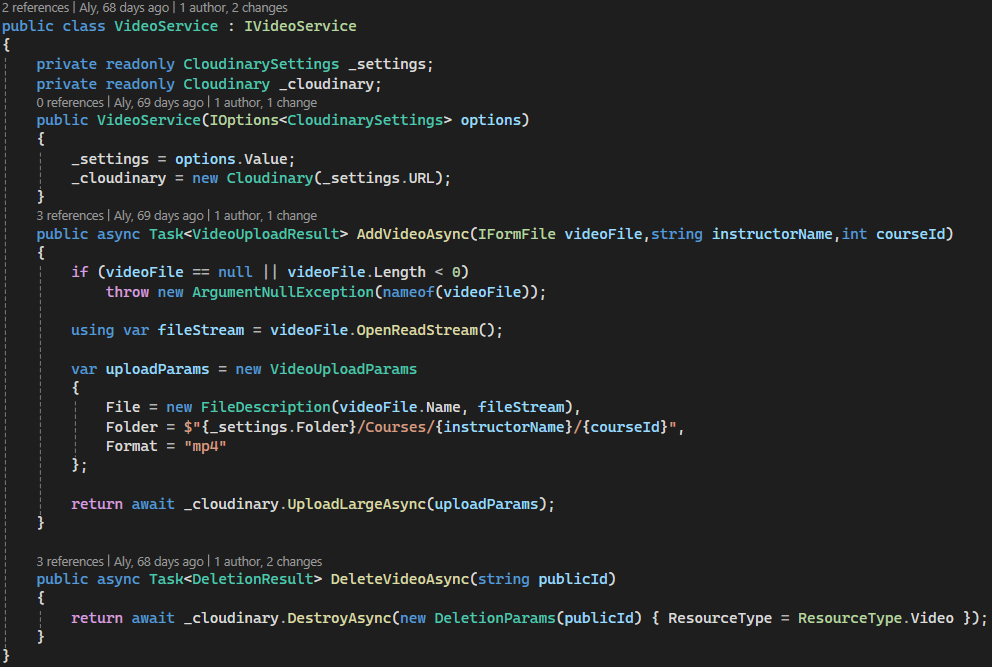 2 references | Aly, 68 days ago | 1 author, 2 changes
public class VideoService : IVideoService
{
    private readonly CloudinarySettings _settings;
    private readonly Cloudinary _cloudinary;
    0 references | Aly, 69 days ago | 1 author, 1 change
    public VideoService(IOptions<CloudinarySettings> options)
    {
        _settings = options.Value;
        _cloudinary = new Cloudinary(_settings.URL);
    }
    3 references | Aly, 69 days ago | 1 author, 1 change
    public async Task<VideoUploadResult> AddVideoAsync(IFormFile videoFile,string instructorName,int courseId)
    {
        if (videoFile == null || videoFile.Length < 0)
            throw new ArgumentNullException(nameof(videoFile));

        using var fileStream = videoFile.OpenReadStream();

        var uploadParams = new VideoUploadParams
        {
            File = new FileDescription(videoFile.Name, fileStream),
            Folder = $"{_settings.Folder}/Courses/{instructorName}/{courseId}",
            Format = "mp4"
        };

        return await _cloudinary.UploadLargeAsync(uploadParams);
    }

    3 references | Aly, 68 days ago | 1 author, 2 changes
    public async Task<DeletionResult> DeleteVideoAsync(string publicId)
    {
        return await _cloudinary.DestroyAsync(new DeletionParams(publicId) { ResourceType = ResourceType.Video });
    }
}